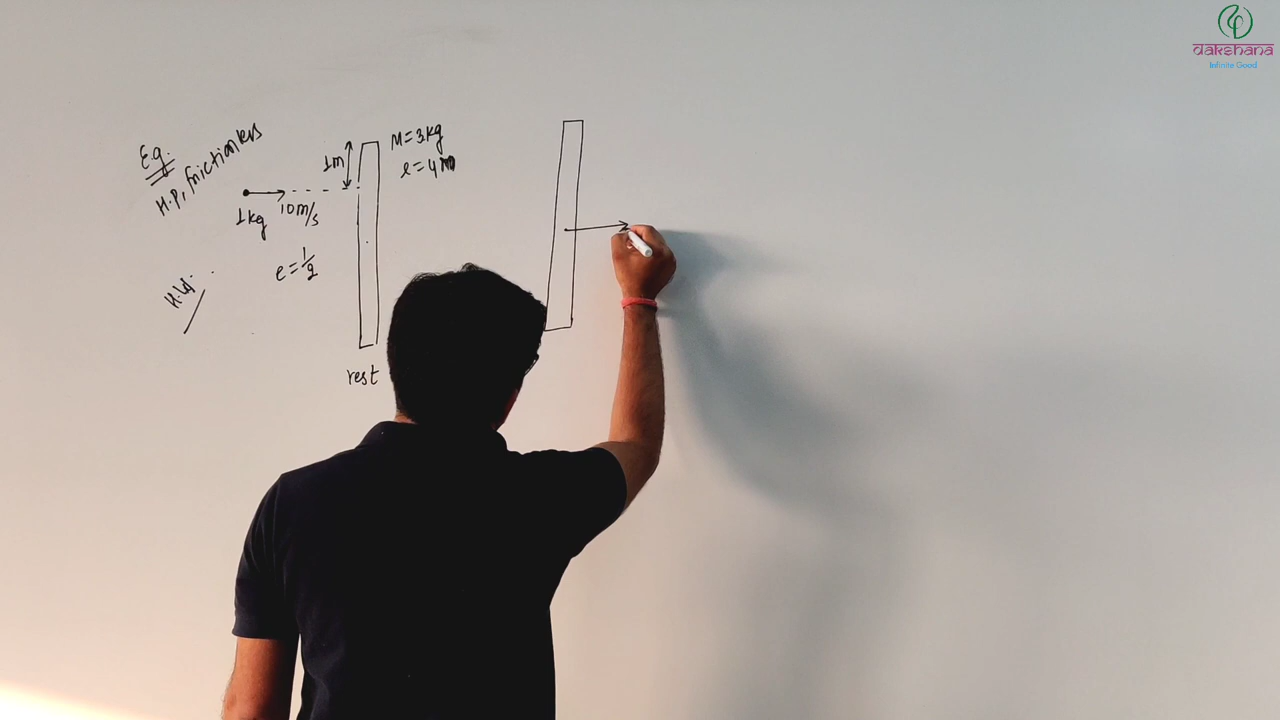 Eg.
H.P, frictionless
1m
M=3kg
l=4m
1kg
10m/s
e=1/2
rest
dakshana
Infinite Good